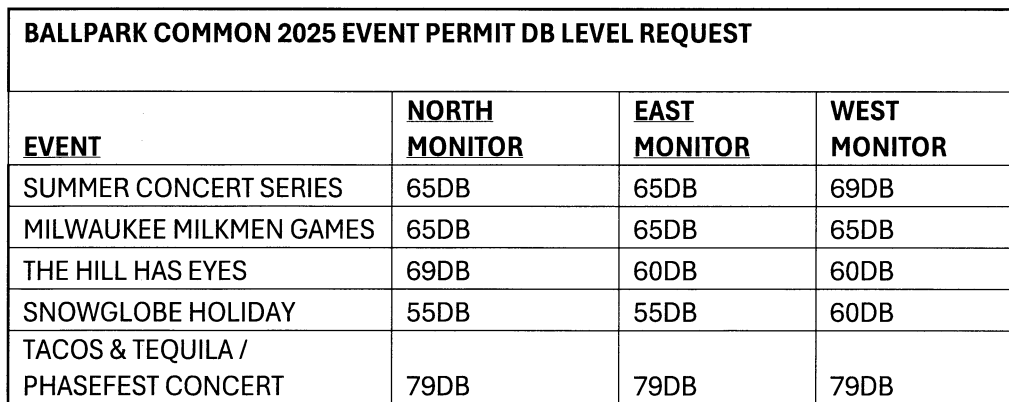 BALLPARK COMMON 2025 EVENT PERMIT DB LEVEL REQUEST
EVENT NORTH MONITOR EAST MONITOR WEST MONITOR
SUMMER CONCERT SERIES 65DB 65DB 69DB
MILWAUKEE MILKMEN GAMES 65DB 65DB 65DB
THE HILL HAS EYES 69DB 60DB 60DB
SNOWGLOBE HOLIDAY 55DB 55DB 60DB
TACOS & TEQUILA /
PHASEFEST CONCERT 79DB 79DB 79DB